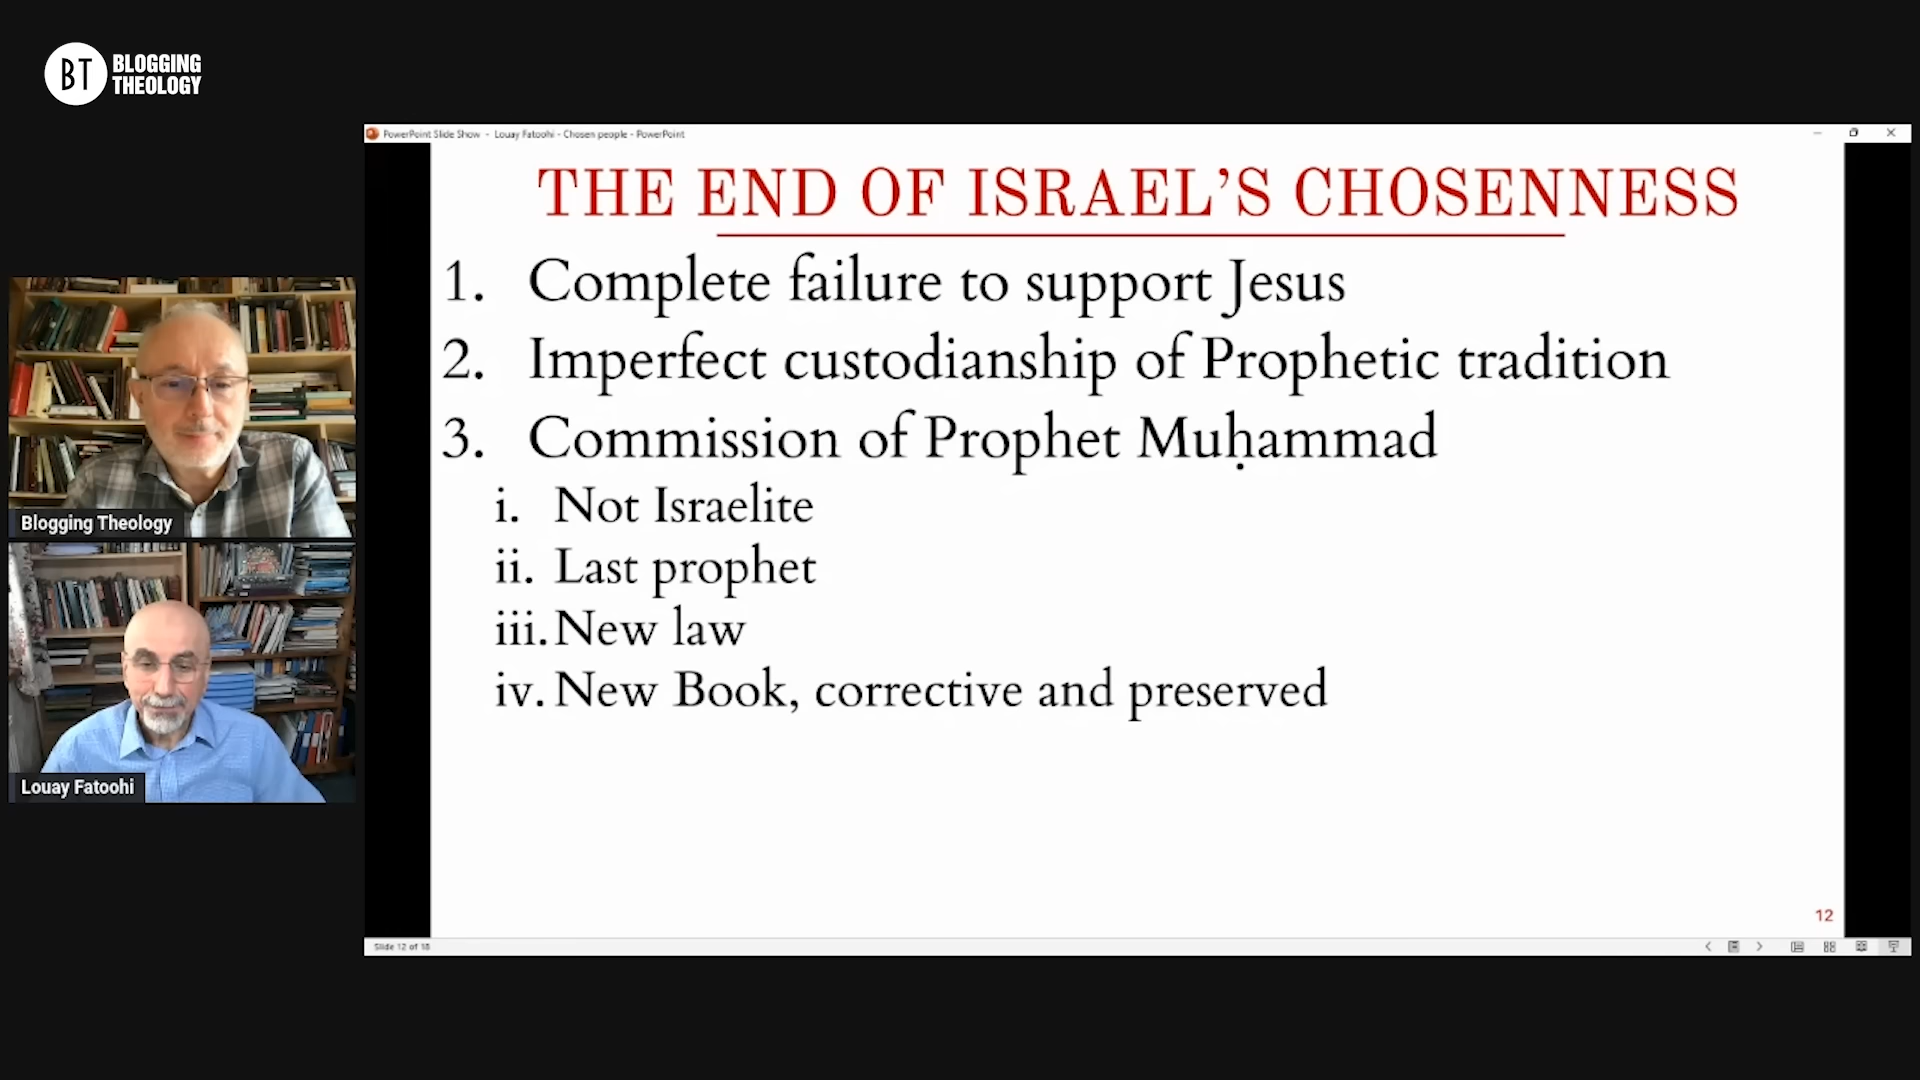 BT BLOGGING
THEOLOGY
PowerPoint Slide Show - Louay Fatoohi - Chosen people - PowerPoint
THE END OF ISRAEL’S CHOSENNESS
1. Complete failure to support Jesus
2. Imperfect custodianship of Prophetic tradition
3. Commission of Prophet Muḥammad
i. Not Israelite
ii. Last prophet
iii. New law
iv. New Book, corrective and preserved
12
Slide 12 of 18
Blogging Theology
Louay Fatoohi